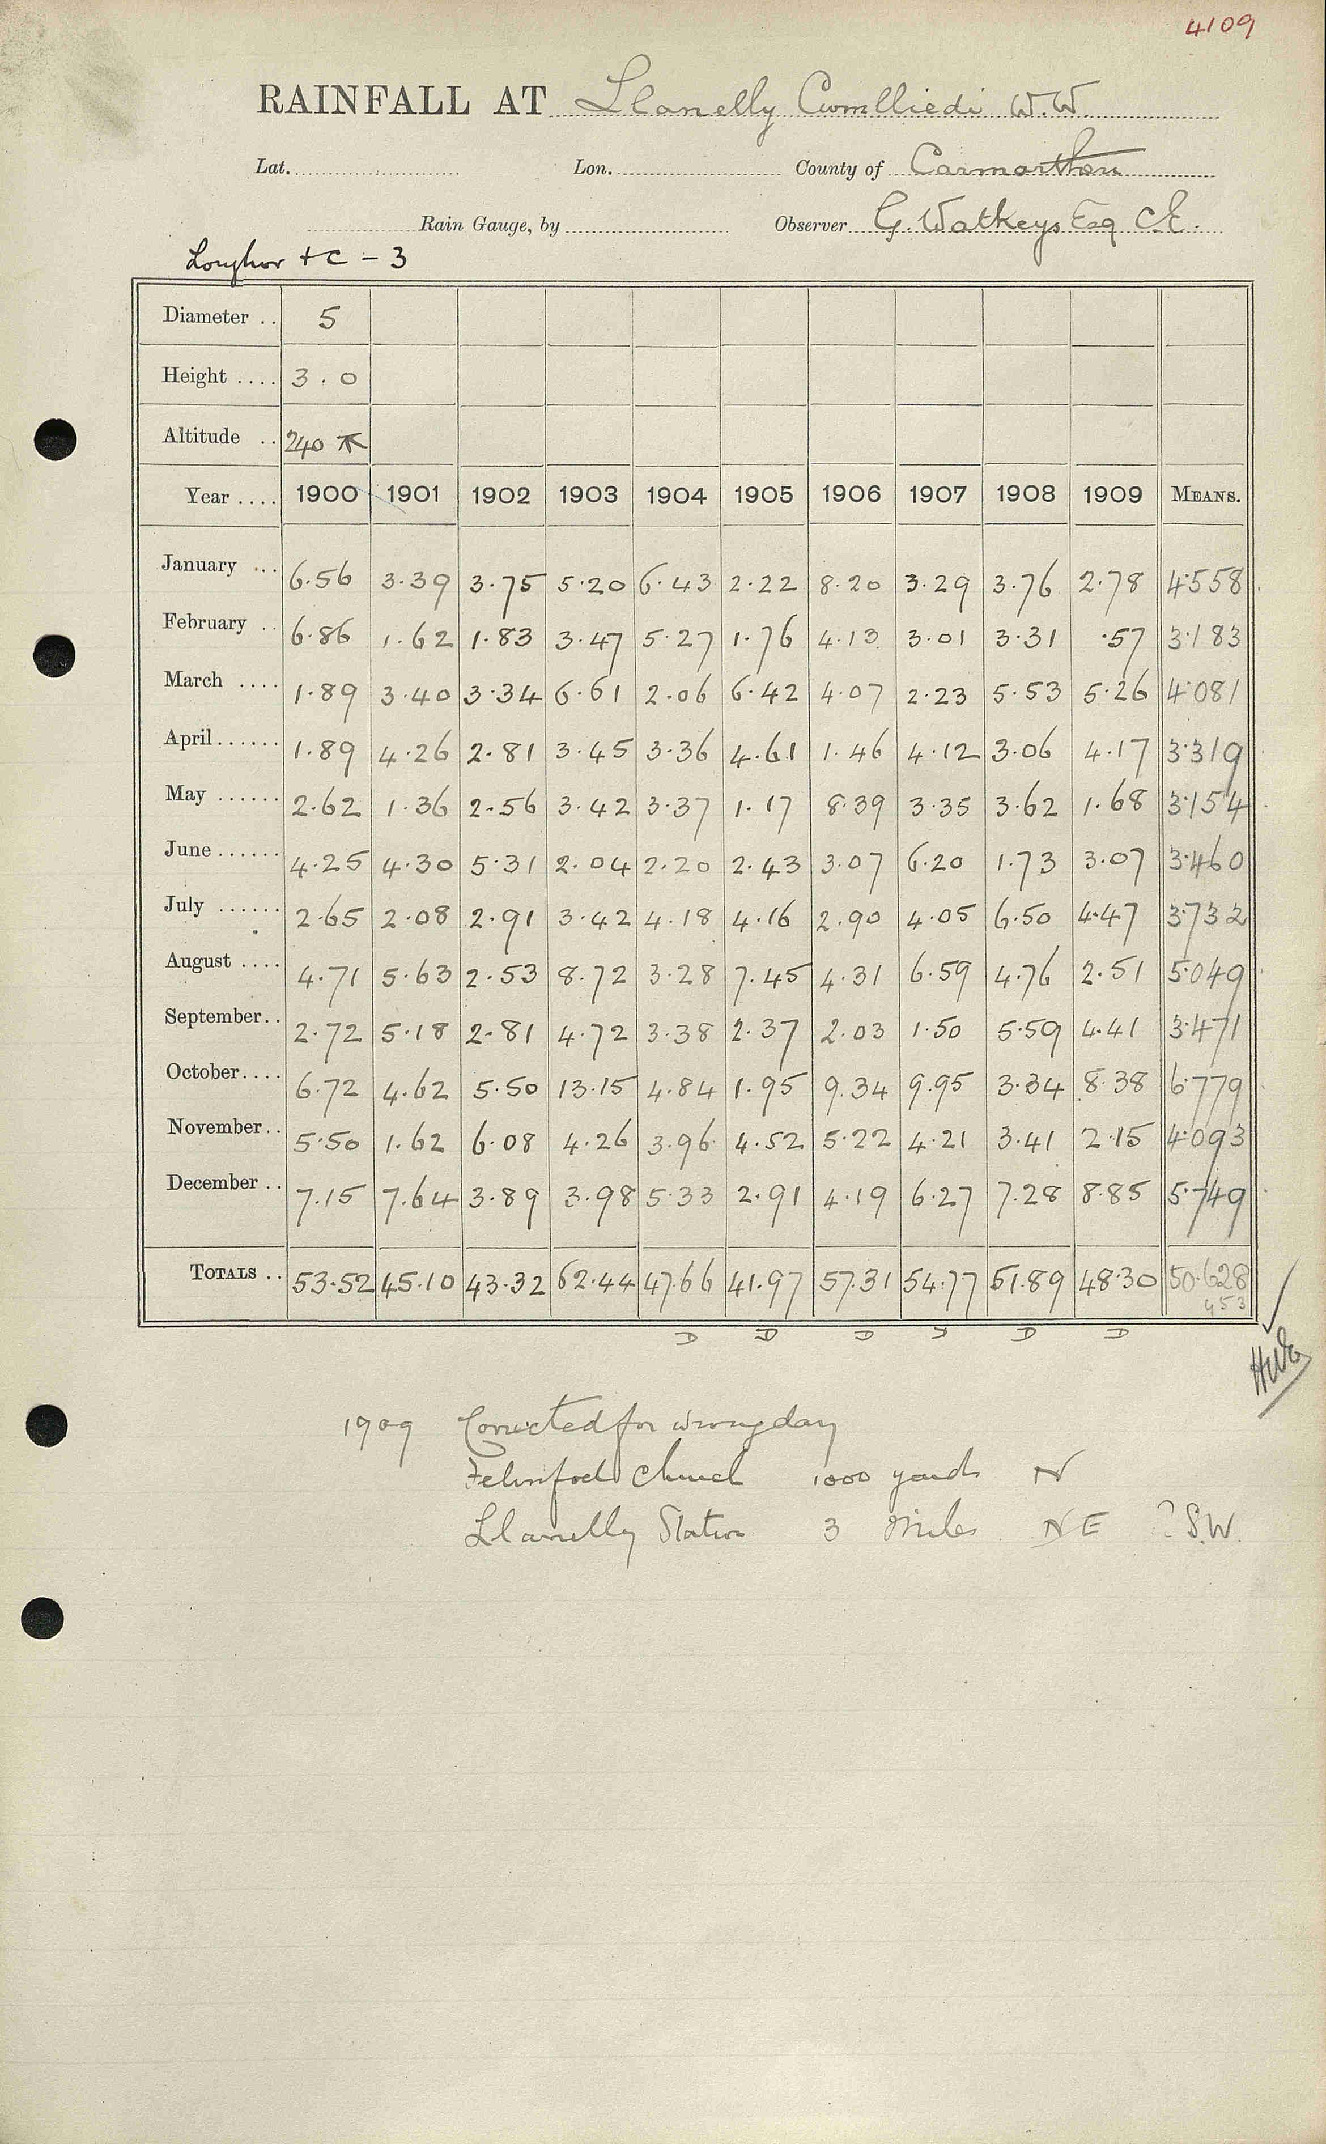 4109
RAINFALL AT Llanelly Cwmlliedi W.W.
Lat. Lon. County of Carmarthen
Rain Gauge, by Observer G. Watkeys Esq C.E.
Loughor + C - 3
Diameter .. 5
Height .... 3.0
Altitude .. 240
Year .... 1900 1901 1902 1903 1904 1905 1906 1907 1908 1909 MEANS.
January ... 6.56 3.39 3.75 5.20 6.43 2.22 8.20 3.29 3.76 2.78 4.558
February .. 6.86 1.62 1.83 3.47 5.27 1.76 4.13 3.01 3.31 .57 3.183
March .... 1.89 3.40 3.34 6.61 2.06 6.42 4.07 2.23 5.53 5.26 4.081
April ...... 1.89 4.26 2.81 3.45 3.36 4.61 1.46 4.12 3.06 4.17 3.319
May ...... 2.62 1.36 2.56 3.42 3.37 1.17 8.39 3.35 3.62 1.68 3.154
June ...... 4.25 4.30 5.31 2.04 2.20 2.43 3.07 6.20 1.73 3.07 3.460
July ...... 2.65 2.08 2.91 3.42 4.18 4.16 2.90 4.05 6.50 4.47 3.732
August .... 4.71 5.63 2.53 8.72 3.28 7.45 4.31 6.59 4.76 2.51 5.049
September .. 2.72 5.18 2.81 4.72 3.38 2.37 2.03 1.50 5.59 4.41 3.471
October .... 6.72 4.62 5.50 13.15 4.84 1.95 9.34 9.95 3.34 8.38 6.779
November .. 5.50 1.62 6.08 4.26 3.96 4.52 5.22 4.21 3.41 2.15 4.093
December .. 7.15 7.64 3.89 3.98 5.33 2.91 4.19 6.27 7.28 8.85 5.749
TOTALS .. 53.52 45.10 43.32 62.44 47.66 41.97 57.31 54.77 51.89 48.30 50.628
D D D D D
1909 Corrected for wrong day
Felinfoel Church 1000 yards N
Llanelly Station 3 Miles NE ? S.W.